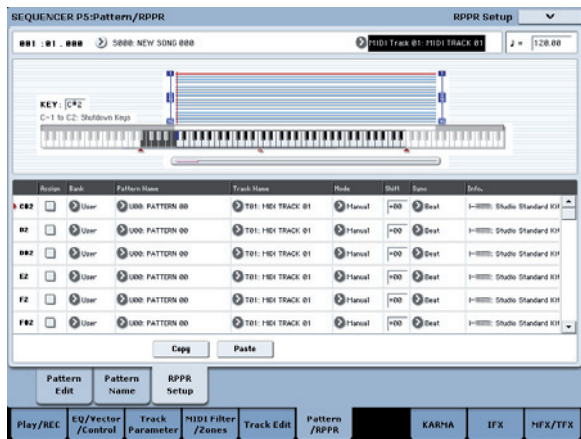 SEQUENCER P5:Pattern/RPPR RPPR Setup
001 :01 .000 S000: NEW SONG 000 MIDI Track 01: MIDI TRACK 01 ♩ = 120.00
KEY: C#2
C-1 to C2: Shutdown Keys
Assign Bank Pattern Name Track Name Mode Shift Sync Info.
C#2 User U00: PATTERN 00 T01: MIDI TRACK 01 Manual +00 Beat Studio Standard Kit
D2 User U00: PATTERN 00 T01: MIDI TRACK 01 Manual +00 Beat Studio Standard Kit
D#2 User U00: PATTERN 00 T01: MIDI TRACK 01 Manual +00 Beat Studio Standard Kit
E2 User U00: PATTERN 00 T01: MIDI TRACK 01 Manual +00 Beat Studio Standard Kit
F2 User U00: PATTERN 00 T01: MIDI TRACK 01 Manual +00 Beat Studio Standard Kit
F#2 User U00: PATTERN 00 T01: MIDI TRACK 01 Manual +00 Beat Studio Standard Kit
Copy Paste
Pattern Edit Pattern Name RPPR Setup
Play/REC EQ/Vector /Control Track Parameter MIDI Filter /Zones Track Edit Pattern /RPPR KARMA IFX MFX/TFX